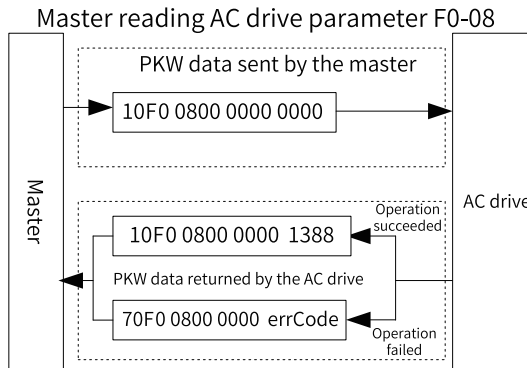 Master reading AC drive parameter F0-08
PKW data sent by the master
10F0 0800 0000 0000
Master
AC drive
Operation
succeeded
10F0 0800 0000 1388
PKW data returned by the AC drive
70F0 0800 0000 errCode
Operation
failed